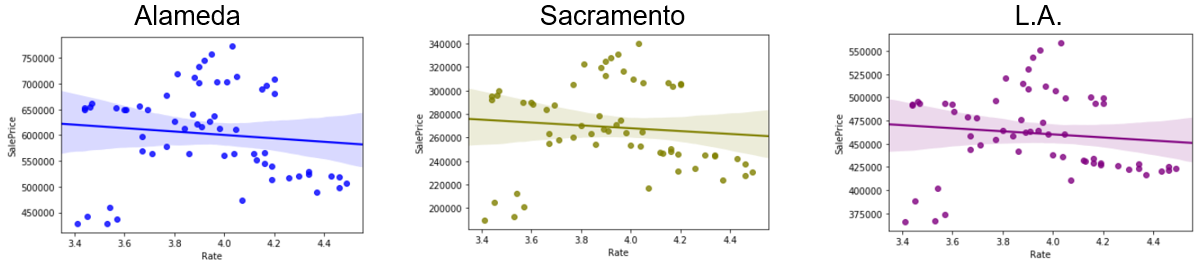 Alameda
SalePrice
750000
700000
650000
600000
550000
500000
450000
3.4 3.6 3.8 4.0 4.2 4.4
Rate
Sacramento
SalePrice
340000
320000
300000
280000
260000
240000
220000
200000
3.4 3.6 3.8 4.0 4.2 4.4
Rate
L.A.
SalePrice
550000
525000
500000
475000
450000
425000
400000
375000
3.4 3.6 3.8 4.0 4.2 4.4
Rate